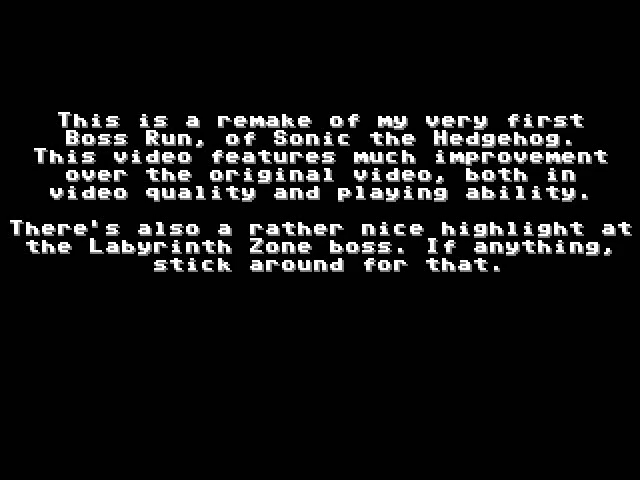 This is a remake of my very first
Boss Run, of Sonic the Hedgehog.
This video features much improvement
over the original video, both in
video quality and playing ability.
There's also a rather nice highlight at
the Labyrinth Zone boss. If anything,
stick around for that.